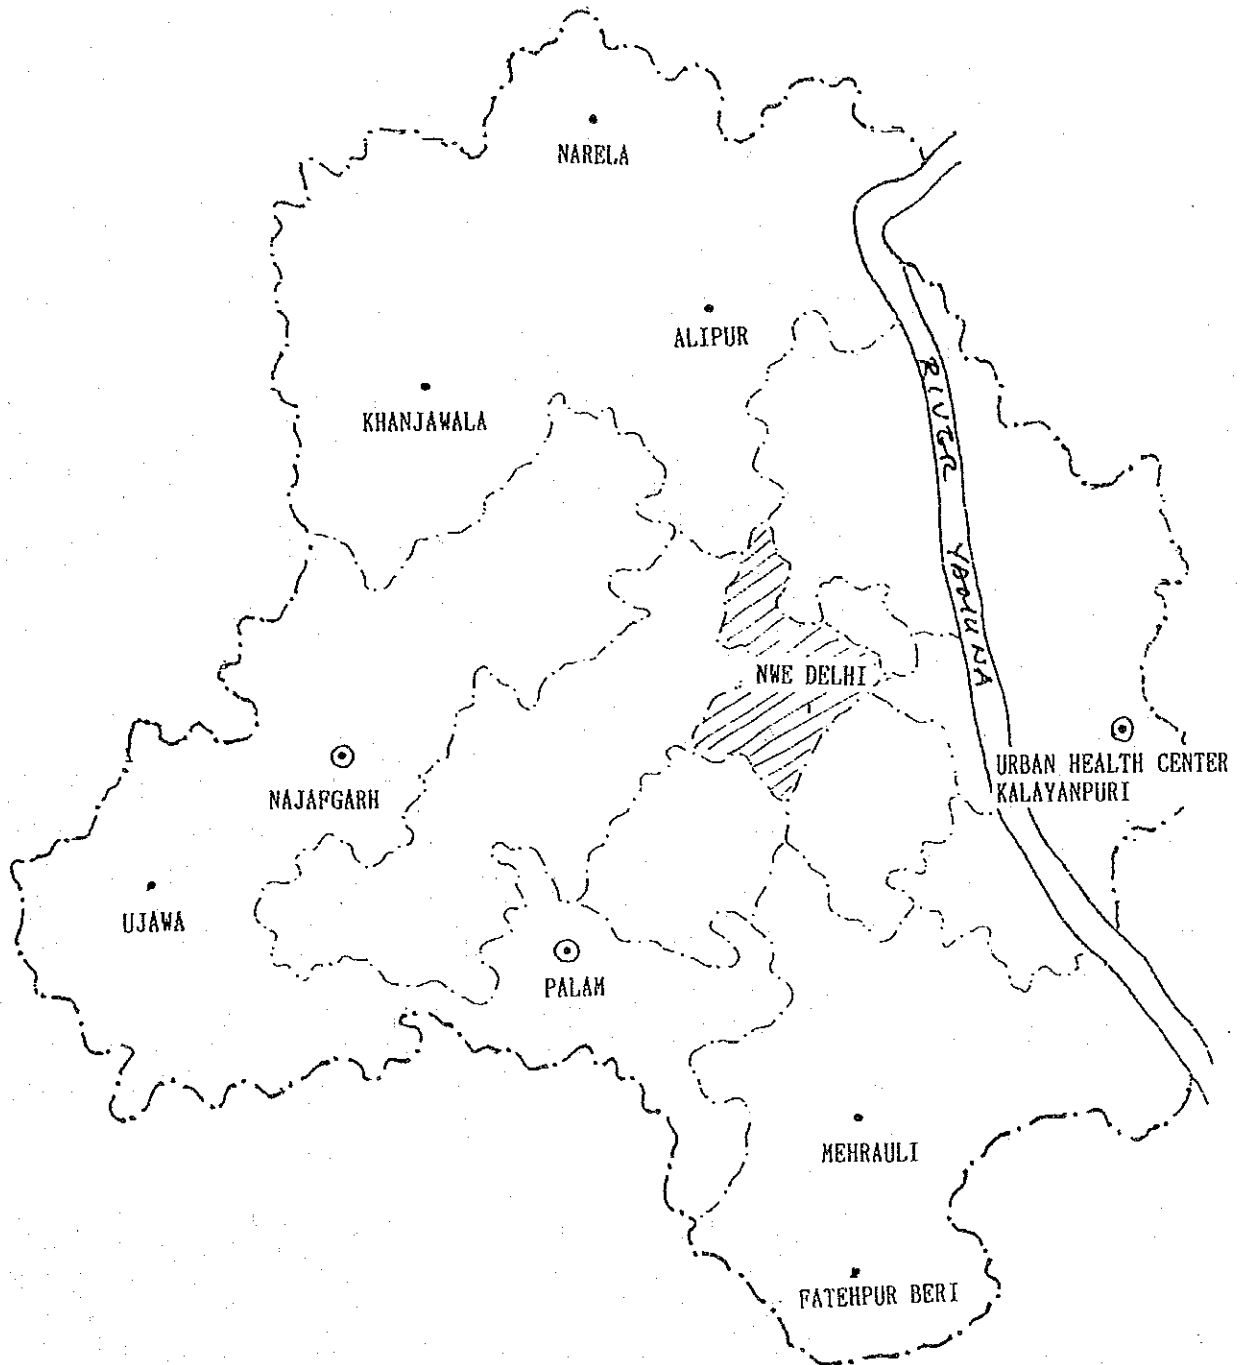 NARELA
ALIPUR
KHANJAWALA
RIVER YAMUNA
NWE DELHI
URBAN HEALTH CENTER
KALAYANPURI
NAJAFGARH
UJAWA
PALAM
MEHRAULI
FATEHPUR BERI